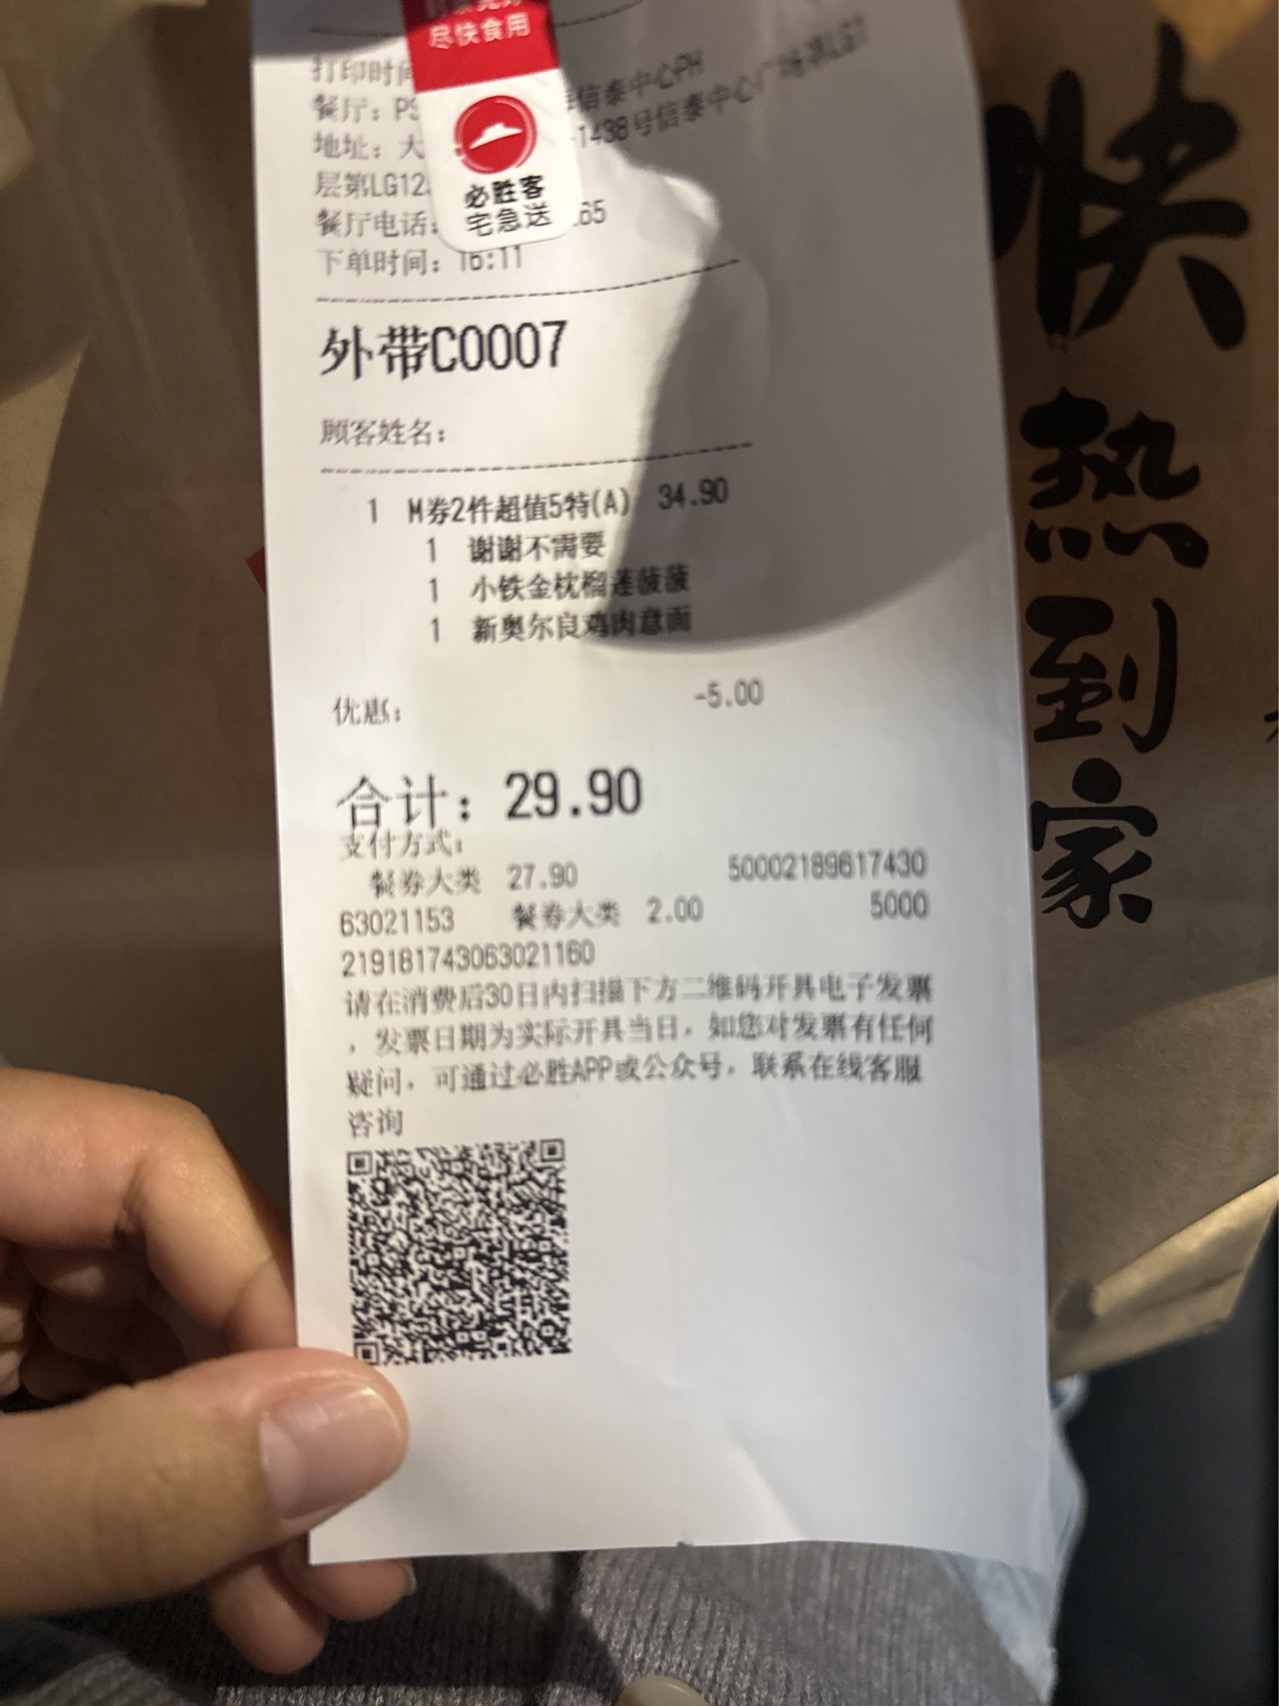 尽快食用
必胜客
宅急送
打印时间
餐厅：PS 信泰中心PH
地址：大 -1438号信泰中心广场第LG1
层第LG12
餐厅电话： 65
下单时间：16:11
外带C0007
顾客姓名：
1 M券2件超值5特(A) 34.90
1 谢谢不需要
1 小铁金枕榴莲菠菠
1 新奥尔良鸡肉意面
优惠： -5.00
合计：29.90
支付方式：
餐券大类 27.90 50002189617430
63021153 餐券大类 2.00 5000
219181743063021160
请在消费后30日内扫描下方二维码开具电子发票
，发票日期为实际开具当日，如您对发票有任何
疑问，可通过必胜APP或公众号，联系在线客服
咨询
快
热
到
家